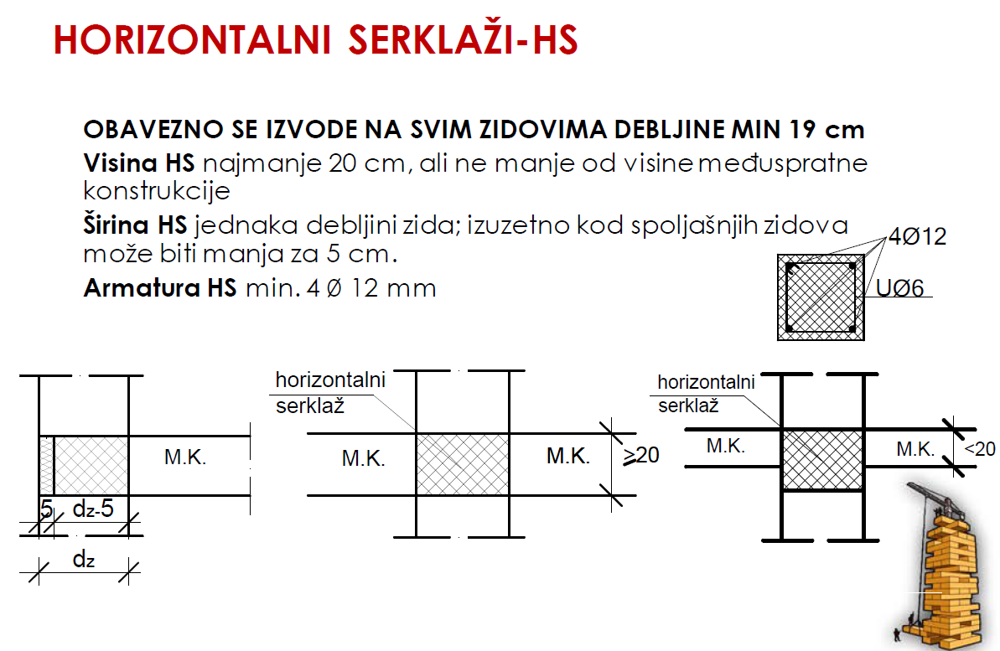 HORIZONTALNI SERKLAŽI-HS
OBAVEZNO SE IZVODE NA SVIM ZIDOVIMA DEBLJINE MIN 19 cm
Visina HS najmanje 20 cm, ali ne manje od visine međuspratne
konstrukcije
Širina HS jednaka debljini zida; izuzetno kod spoljašnjih zidova
može biti manja za 5 cm.
Armatura HS min. 4 Ø 12 mm
4Ø12
UØ6
M.K.
5
dz-5
dz
horizontalni
serklaž
M.K.
M.K.
≥20
horizontalni
serklaž
M.K.
M.K.
<20